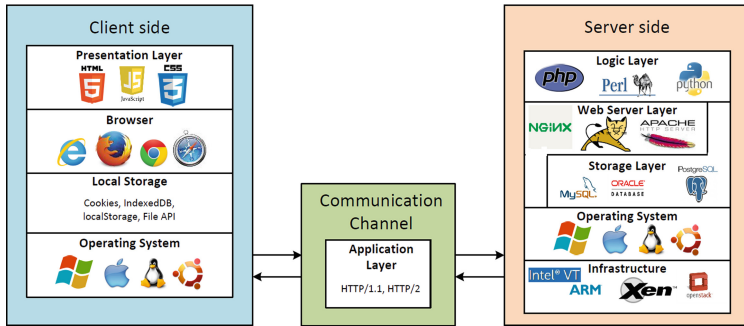 Client side
Presentation Layer
HTML
5
JS
JavaScript
CSS
3
Browser
Local Storage
Cookies, IndexedDB,
localStorage, File API
Operating System
Communication
Channel
Application
Layer
HTTP/1.1, HTTP/2
Server side
Logic Layer
php
Perl
python
Web Server Layer
NGINX
APACHE
HTTP SERVER
Storage Layer
MySQL
ORACLE
DATABASE
PostgreSQL
Operating System
Infrastructure
Intel® VT
ARM
Xen™
openstack